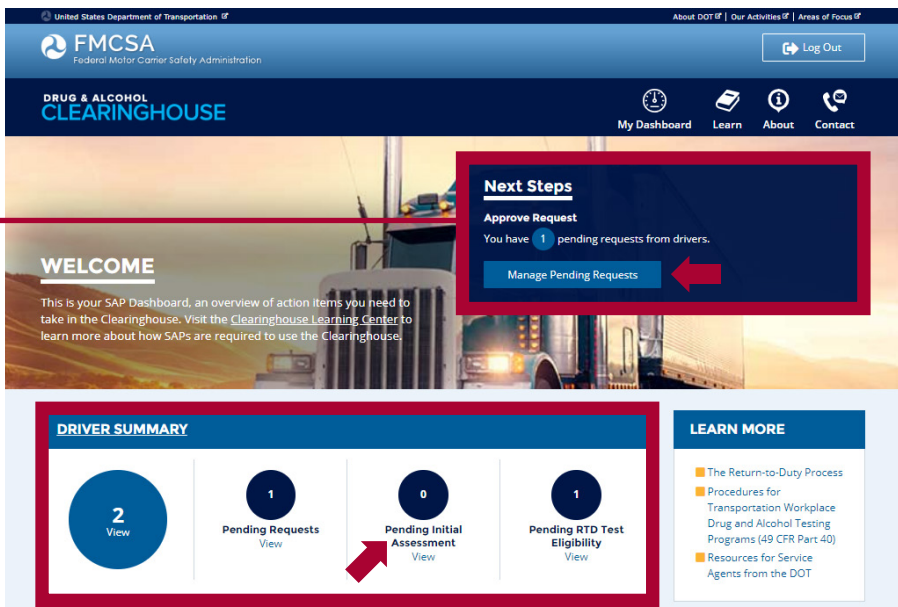 United States Department of Transportation
About DOT | Our Activities | Areas of Focus
FMCSA
Federal Motor Carrier Safety Administration
Log Out
DRUG & ALCOHOL
CLEARINGHOUSE
My Dashboard Learn About Contact
Next Steps
Approve Request
You have 1 pending requests from drivers.
Manage Pending Requests
WELCOME
This is your SAP Dashboard, an overview of action items you need to
take in the Clearinghouse. Visit the Clearinghouse Learning Center to
learn more about how SAPs are required to use the Clearinghouse.
DRIVER SUMMARY
2
View
1
Pending Requests
View
0
Pending Initial
Assessment
View
1
Pending RTD Test
Eligibility
View
LEARN MORE
The Return-to-Duty Process
Procedures for
Transportation Workplace
Drug and Alcohol Testing
Programs (49 CFR Part 40)
Resources for Service
Agents from the DOT